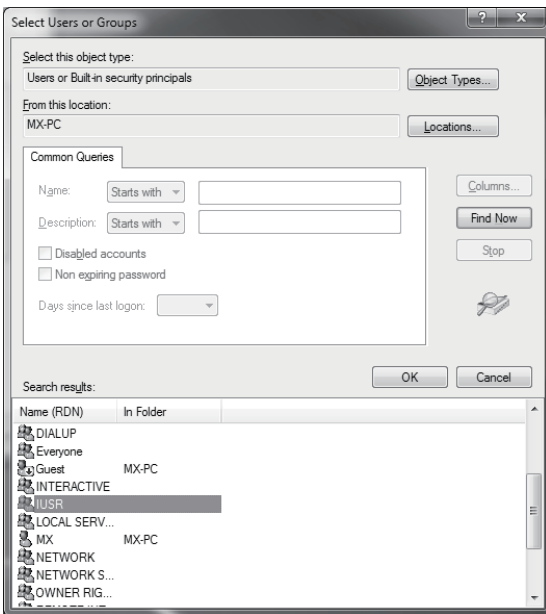 Select Users or Groups
Select this object type:
Users or Built-in security principals
Object Types...
From this location:
MX-PC
Locations...
Common Queries
Name: Starts with
Description: Starts with
Disabled accounts
Non expiring password
Days since last logon:
Columns...
Find Now
Stop
OK
Cancel
Search results:
Name (RDN) In Folder
DIALUP
Everyone
Guest MX-PC
INTERACTIVE
IUSR
LOCAL SERV...
MX MX-PC
NETWORK
NETWORK S...
OWNER RIG...